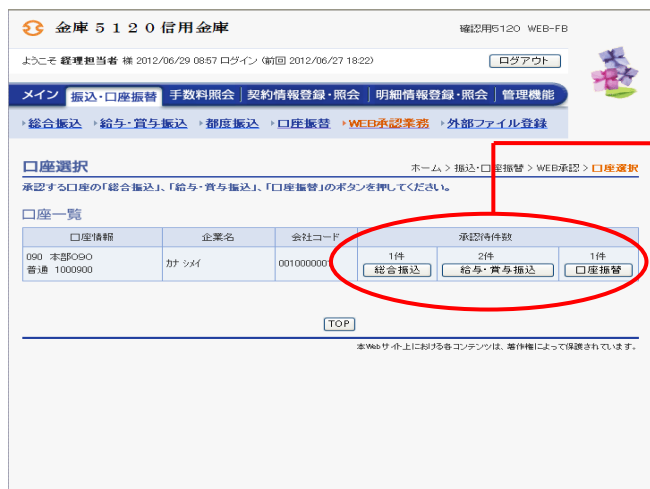 金庫５１２０信用金庫
確認用5120 WEB-FB
ようこそ 経理担当者 様 2012/06/29 0857 ログイン (前回 2012/06/27 1822)
ログアウト
メイン 振込・口座振替 手数料照会 契約情報登録・照会 明細情報登録・照会 管理機能
総合振込 給与・賞与振込 都度振込 口座振替 WEB承認業務 外部ファイル登録
口座選択
ホーム > 振込・口座振替 > WEB承認 > 口座選択
承認する口座の「総合振込」、「給与・賞与振込」、「口座振替」のボタンを押してください。
口座一覧
口座情報 企業名 会社コード 承認待件数
090 本部090
普通 1000900
カナ シメイ
0010000001
1件 2件 1件
総合振込 給与・賞与振込 口座振替
TOP
本Webサイト上における各コンテンツは、著作権によって保護されています。